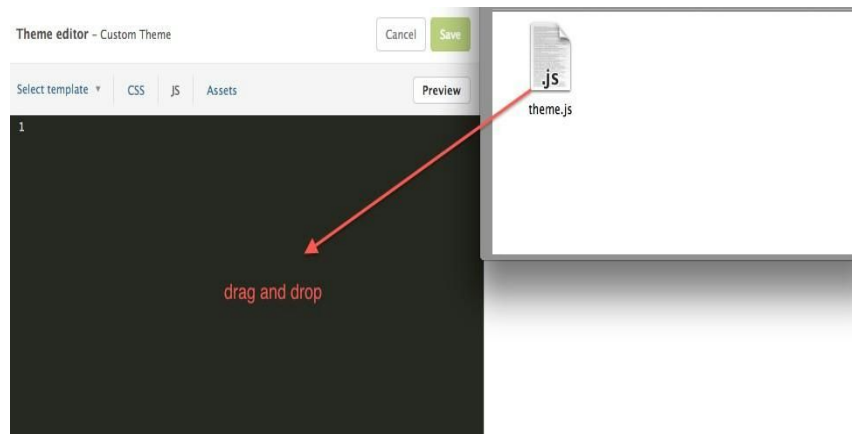 Theme editor – Custom Theme
Cancel
Save
Select template
CSS
JS
Assets
Preview
1
.js
theme.js
drag and drop